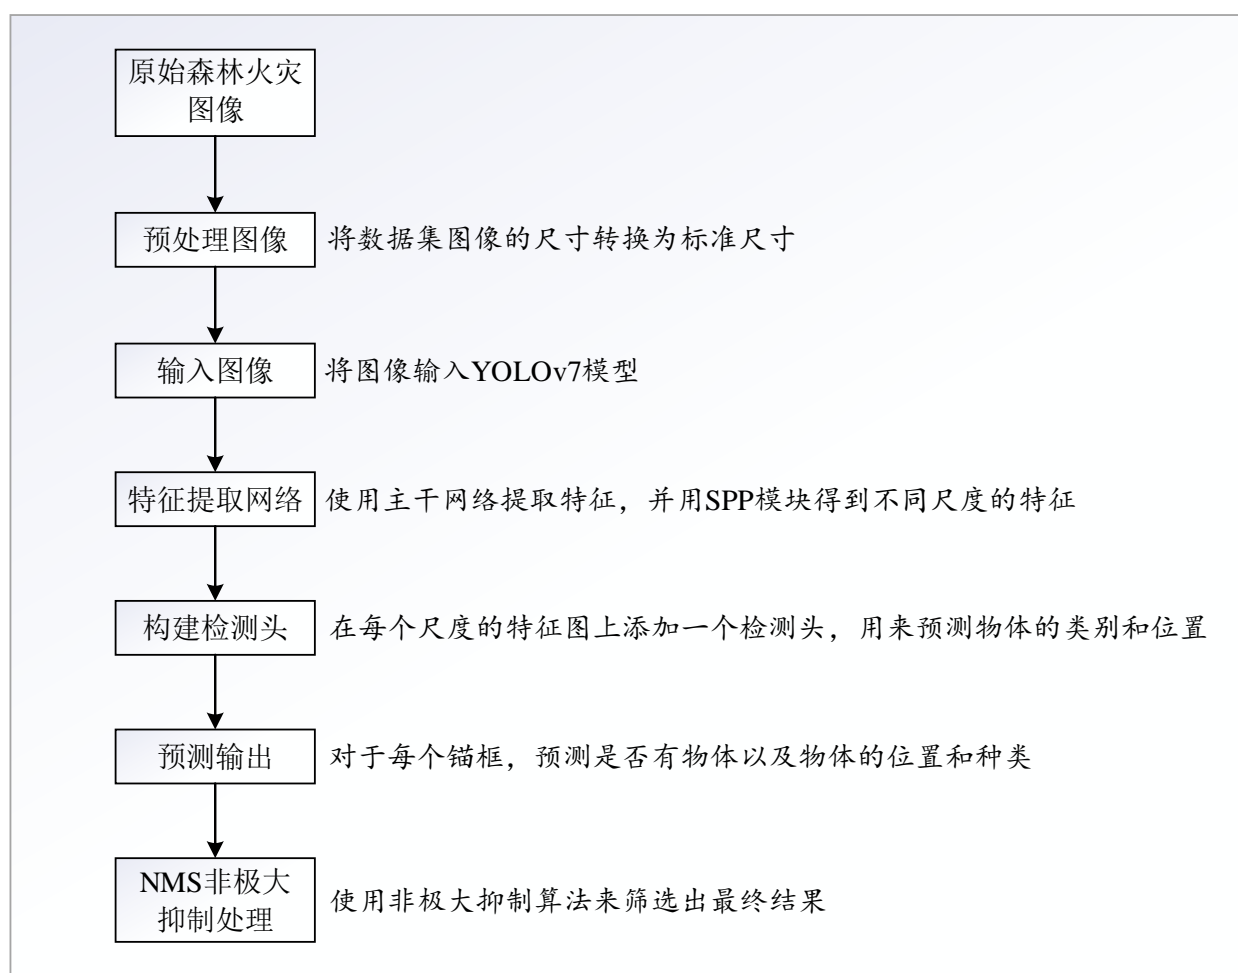 原始森林火灾
图像
预处理图像
将数据集图像的尺寸转换为标准尺寸
输入图像
将图像输入YOLOv7模型
特征提取网络
使用主干网络提取特征，并用SPP模块得到不同尺度的特征
构建检测头
在每个尺度的特征图上添加一个检测头，用来预测物体的类别和位置
预测输出
对于每个锚框，预测是否有物体以及物体的位置和种类
NMS非极大
抑制处理
使用非极大抑制算法来筛选出最终结果